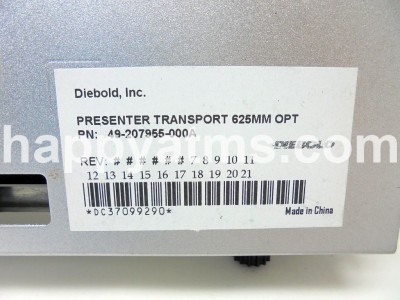 Diebold, Inc.
PRESENTER TRANSPORT 625MM OPT
PN: 49-207955-000A
DIEBOLD
happyatms.com
REV: # # # # # # 7 8 9 10 11
12 13 14 15 16 17 18 19 20 21
*DC37099290*
Made in China